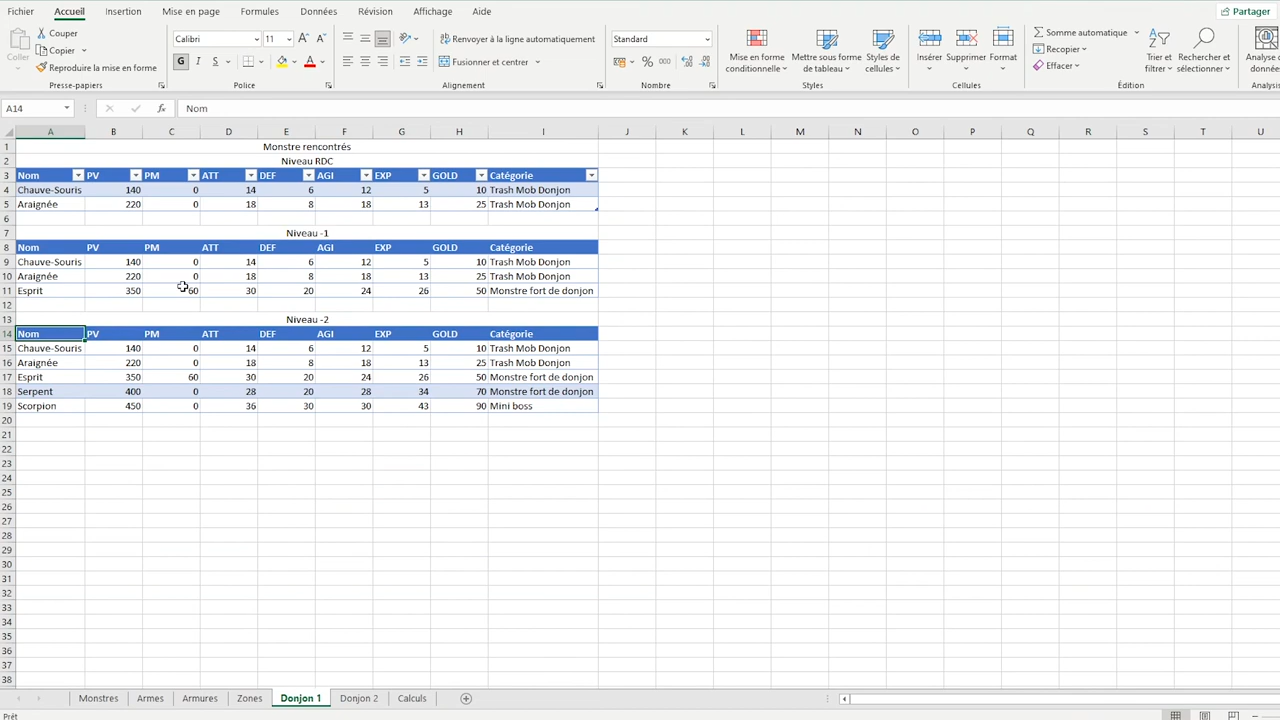 Fichier Accueil Insertion Mise en page Formules Données Révision Affichage Aide Partager
Couper
Copier
Reproduire la mise en forme
Coller
Presse-papiers
Calibri 11
G I S
Police
Renvoyer à la ligne automatiquement
Fusionner et centrer
Alignement
Standard
% 000
Nombre
Mise en forme conditionnelle
Mettre sous forme de tableau
Styles de cellules
Styles
Insérer Supprimer Format
Cellules
Somme automatique
Recopier
Effacer
Trier et filtrer
Rechercher et sélectionner
Édition
Analyse de données
Analyse
A14 fx Nom
A B C D E F G H I J K L M N O P Q R S T U
1 Monstre rencontrés
2 Niveau RDC
3 Nom PV PM ATT DEF AGI EXP GOLD Catégorie
4 Chauve-Souris 140 0 14 6 12 5 10 Trash Mob Donjon
5 Araignée 220 0 18 8 18 13 25 Trash Mob Donjon
6
7 Niveau -1
8 Nom PV PM ATT DEF AGI EXP GOLD Catégorie
9 Chauve-Souris 140 0 14 6 12 5 10 Trash Mob Donjon
10 Araignée 220 0 18 8 18 13 25 Trash Mob Donjon
11 Esprit 350 60 30 20 24 26 50 Monstre fort de donjon
12
13 Niveau -2
14 Nom PV PM ATT DEF AGI EXP GOLD Catégorie
15 Chauve-Souris 140 0 14 6 12 5 10 Trash Mob Donjon
16 Araignée 220 0 18 8 18 13 25 Trash Mob Donjon
17 Esprit 350 60 30 20 24 26 50 Monstre fort de donjon
18 Serpent 400 0 28 20 28 34 70 Monstre fort de donjon
19 Scorpion 450 0 36 30 30 43 90 Mini boss
20
21
22
23
24
25
26
27
28
29
30
31
32
33
34
35
36
37
38
Monstres Armes Armures Zones Donjon 1 Donjon 2 Calculs
Prêt